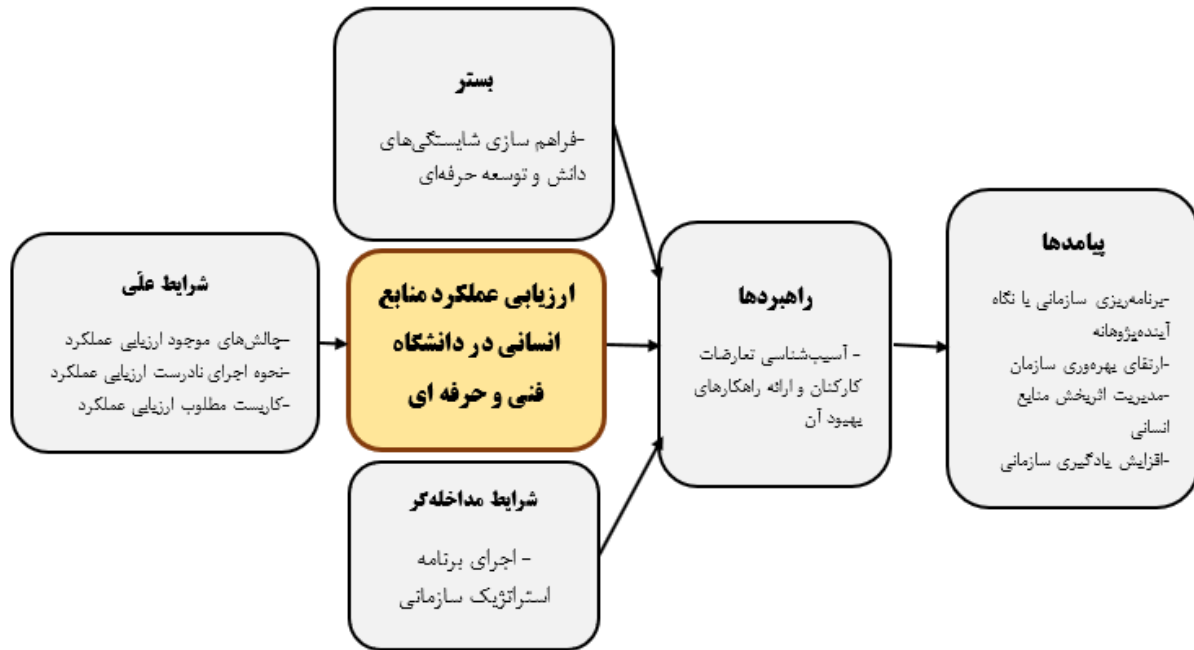 بستر
-فراهم سازی شایستگی‌های
دانش و توسعه حرفه‌ای
شرایط علّی
-چالش‌های موجود ارزیابی عملکرد
-نحوه اجرای نادرست ارزیابی عملکرد
-کاربست مطلوب ارزیابی عملکرد
ارزیابی عملکرد منابع
انسانی در دانشگاه
فنی و حرفه ای
شرایط مداخله‌گر
- اجرای برنامه
استراتژیک سازمانی
راهبردها
- آسیب‌شناسی تعارضات
کارکنان و ارائه راهکارهای
بهبود آن
پیامدها
-برنامه‌ریزی سازمانی با نگاه
آینده‌پژوهانه
-ارتقای بهره‌وری سازمان
-مدیریت اثربخش منابع
انسانی
-افزایش یادگیری سازمانی